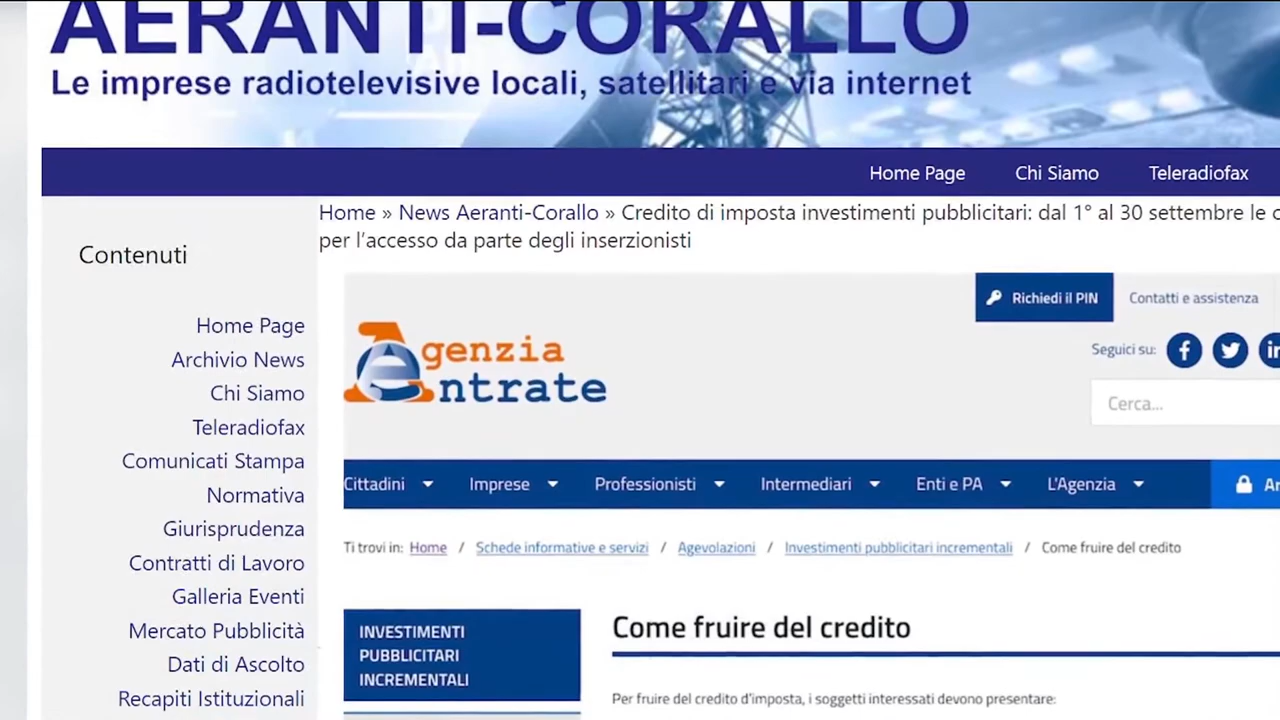 AERANTI-CORALLO
Le imprese radiotelevisive locali, satellitari e via internet
Home Page Chi Siamo Teleradiofax
Home » News Aeranti-Corallo » Credito di imposta investimenti pubblicitari: dal 1° al 30 settembre le
per l'accesso da parte degli inserzionisti
Contenuti
Home Page
Archivio News
Chi Siamo
Teleradiofax
Comunicati Stampa
Normativa
Giurisprudenza
Contratti di Lavoro
Galleria Eventi
Mercato Pubblicità
Dati di Ascolto
Recapiti Istituzionali
Richiedi il PIN Contatti e assistenza
Agenzia
Entrate
Seguici su:
Cerca...
Cittadini Imprese Professionisti Intermediari Enti e PA L'Agenzia
Ti trovi in: Home / Schede informative e servizi / Agevolazioni / Investimenti pubblicitari incrementali / Come fruire del credito
INVESTIMENTI
PUBBLICITARI
INCREMENTALI
Come fruire del credito
Per fruire del credito d'imposta, i soggetti interessati devono presentare: